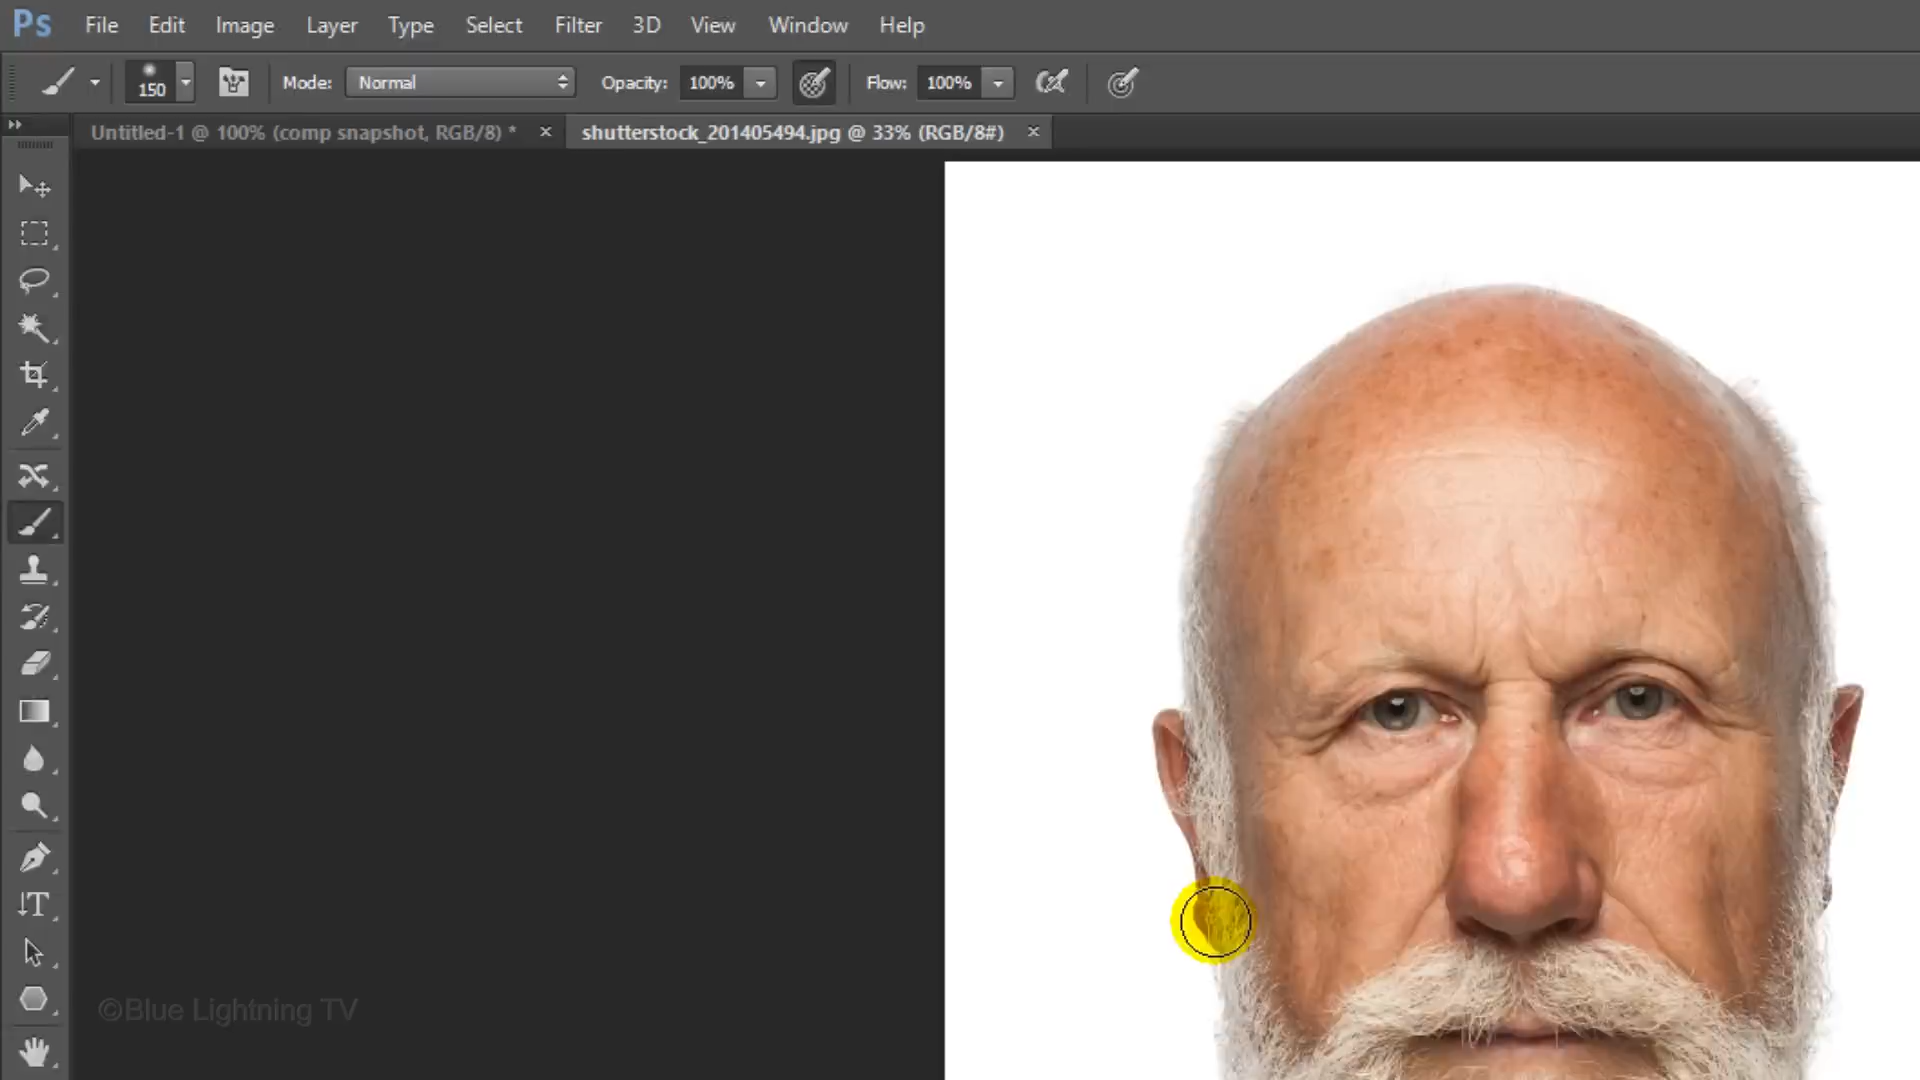 Ps File Edit Image Layer Type Select Filter 3D View Window Help
150 Mode: Normal Opacity: 100% Flow: 100%
Untitled-1 @ 100% (comp snapshot, RGB/8) * × shutterstock_201405494.jpg @ 33% (RGB/8#) ×
©Blue Lightning TV